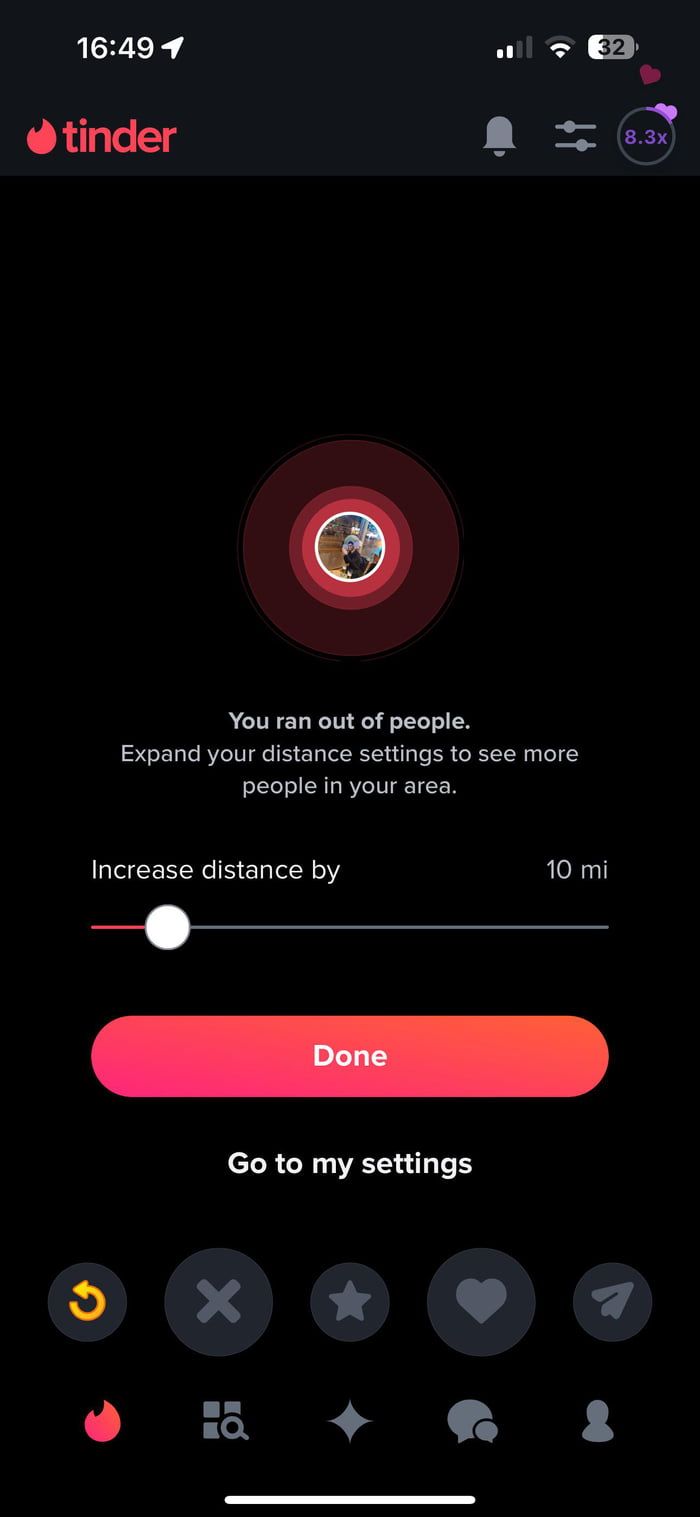 16:49
32
tinder
8.3x
You ran out of people.
Expand your distance settings to see more
people in your area.
Increase distance by 10 mi
Done
Go to my settings